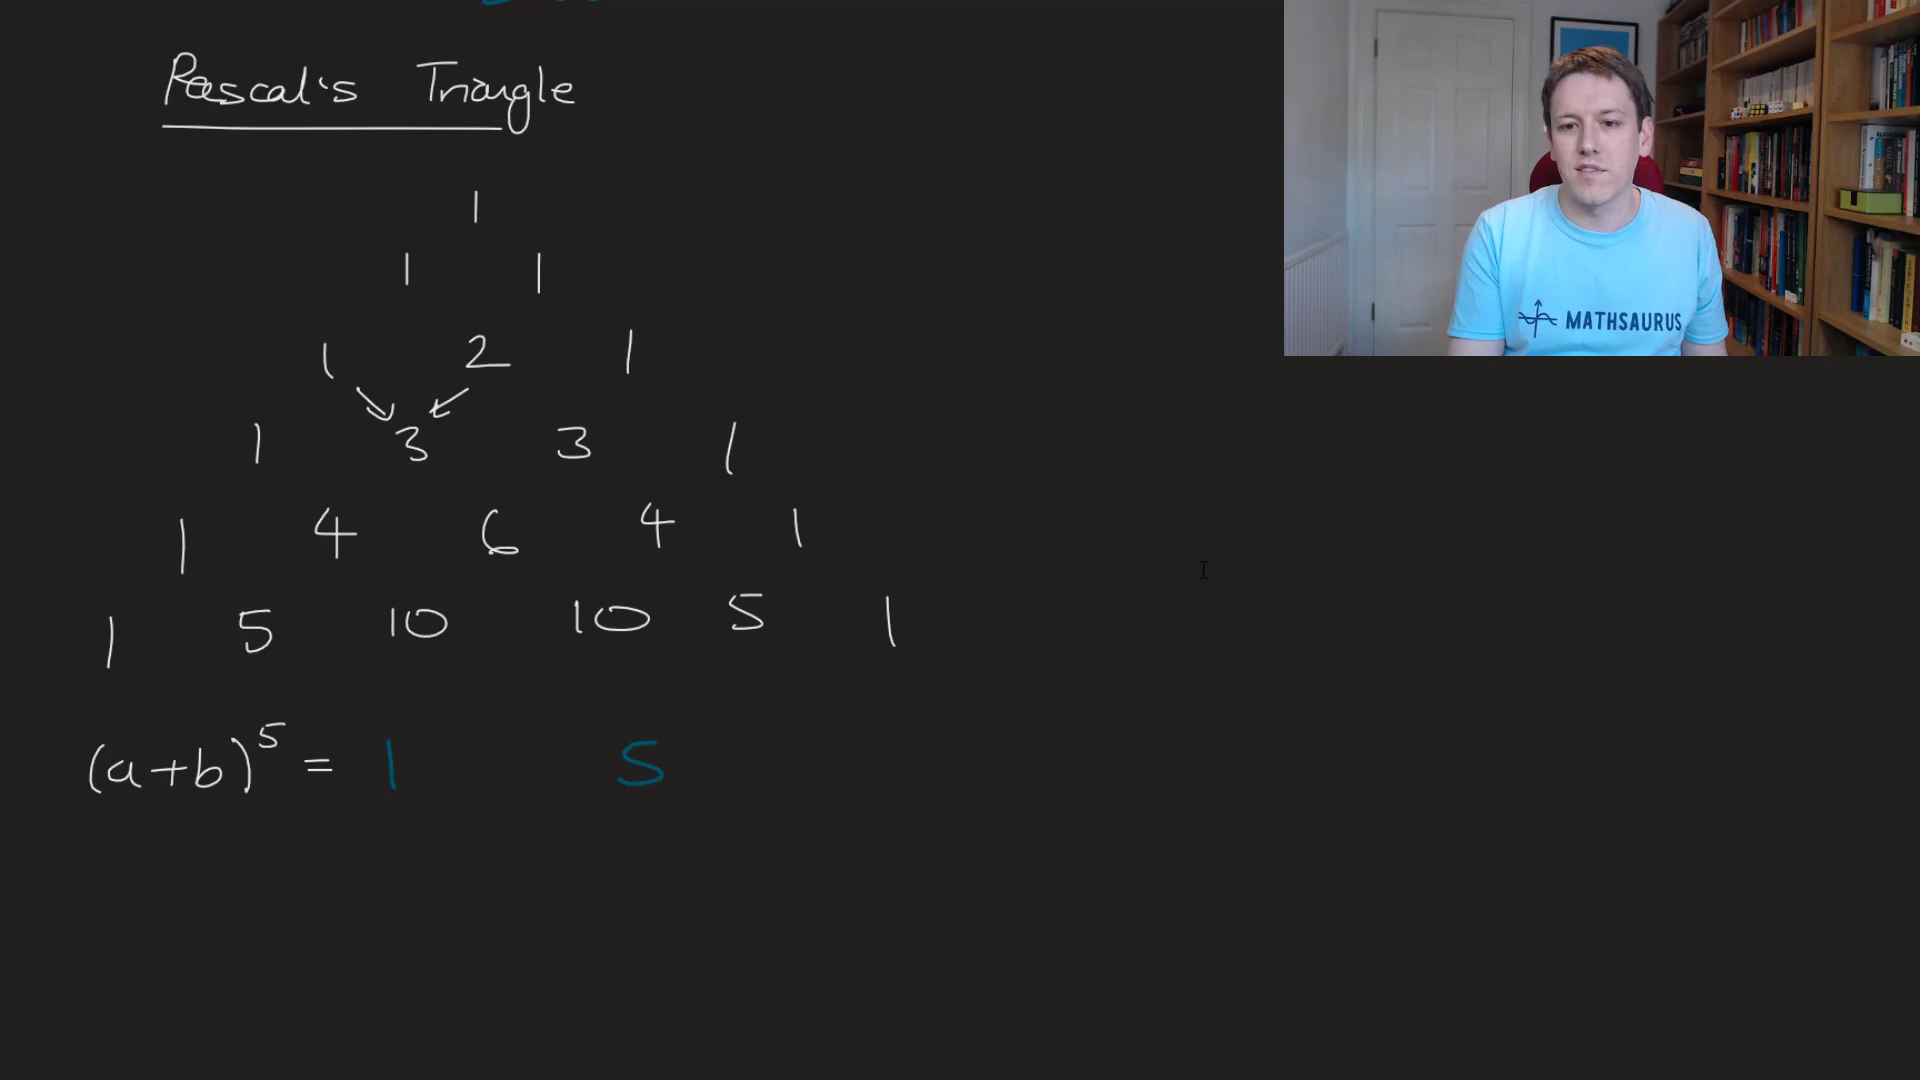 Pascal's Triangle
1
1 1
1 2 1
1 3 3 1
1 4 6 4 1
1 5 10 10 5 1
(a+b)⁵ = 1 5
MATHSAURUS